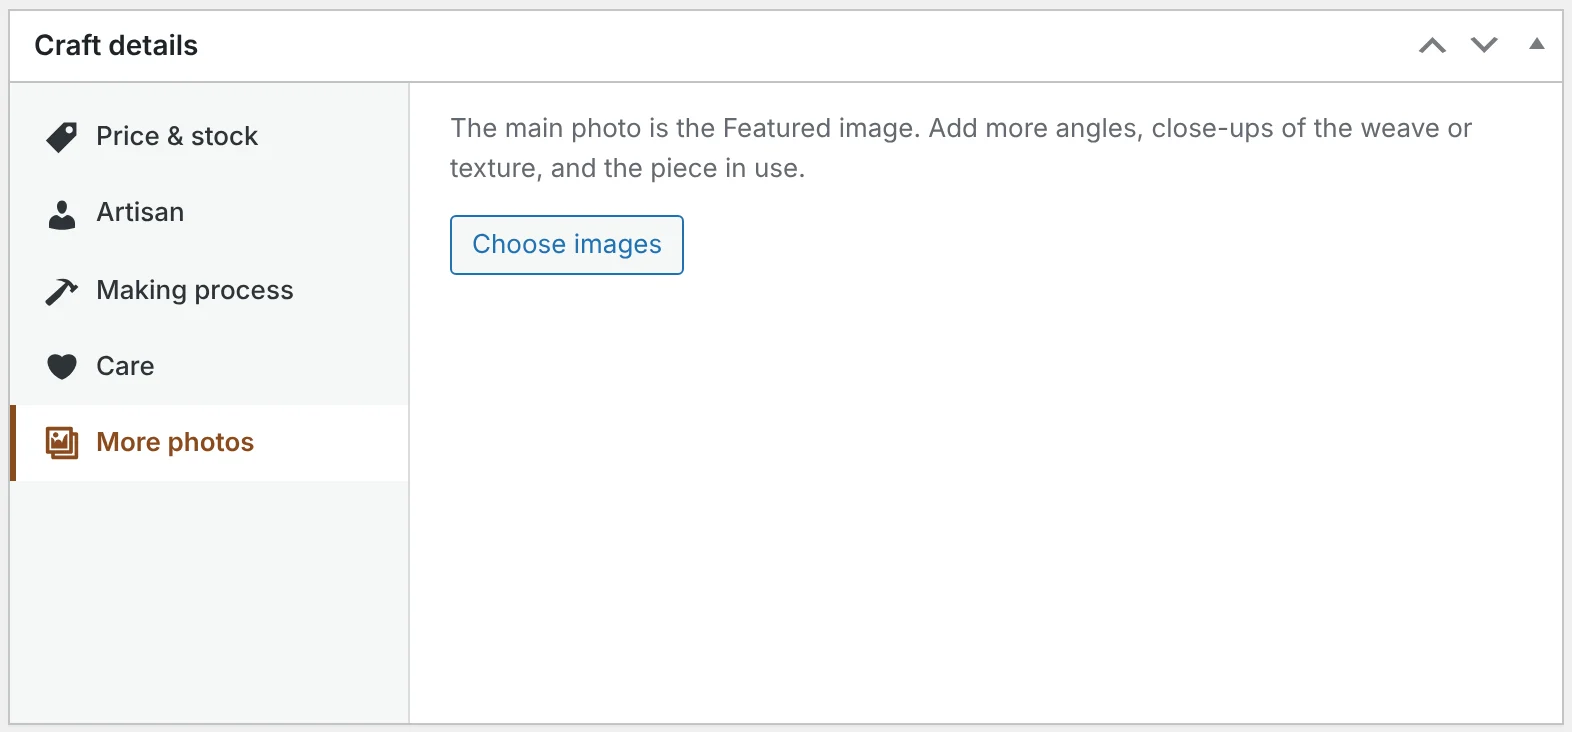 Craft details
Price & stock
Artisan
Making process
Care
More photos
The main photo is the Featured image. Add more angles, close-ups of the weave or
texture, and the piece in use.
Choose images